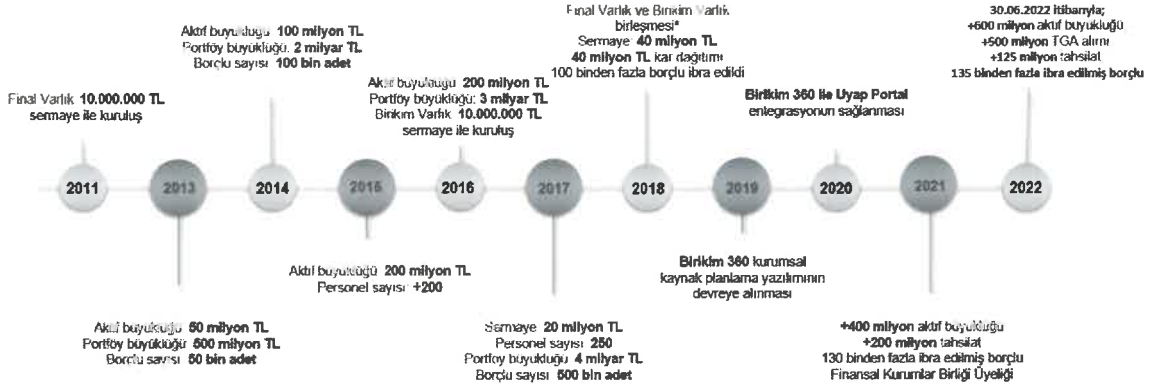 2011
Final Varlık 10.000.000 TL
sermaye ile kuruluş
2013
Aktif büyüklüğü 50 milyon TL
Portföy büyüklüğü 500 milyon TL
Borçlu sayısı 50 bin adet
2014
Aktif büyüklüğü 100 milyon TL
Portföy büyüklüğü: 2 milyar TL
Borçlu sayısı 100 bin adet
2015
Aktif büyüklüğü 200 milyon TL
Personel sayısı +200
2016
Aktif büyüklüğü 200 milyon TL
Portföy büyüklüğü: 3 milyar TL
Birikim Varlık 10.000.000 TL
sermaye ile kuruluş
2017
Sermaye 20 milyon TL
Personel sayısı 250
Portföy büyüklüğü 4 milyar TL
Borçlu sayısı 500 bin adet
2018
Final Varlık ve Birikim Varlık
birleşmesi*
Sermaye 40 milyon TL
40 milyon TL kar dağıtımı
100 binden fazla borçlu ibra edildi
2019
Birikim 360 kurumsal
kaynak planlama yazılımının
devreye alınması
2020
Birikim 360 ile Uyap Portal
entegrasyonun sağlanması
2021
+400 milyon aktif büyüklüğü
+200 milyon tahsilat
130 binden fazla ibra edilmiş borçlu
Finansal Kurumlar Birliği Üyeliği
2022
30.06.2022 itibarıyla;
+600 milyon aktif büyüklüğü
+500 milyon TGA alımı
+125 milyon tahsilat
135 binden fazla ibra edilmiş borçlu